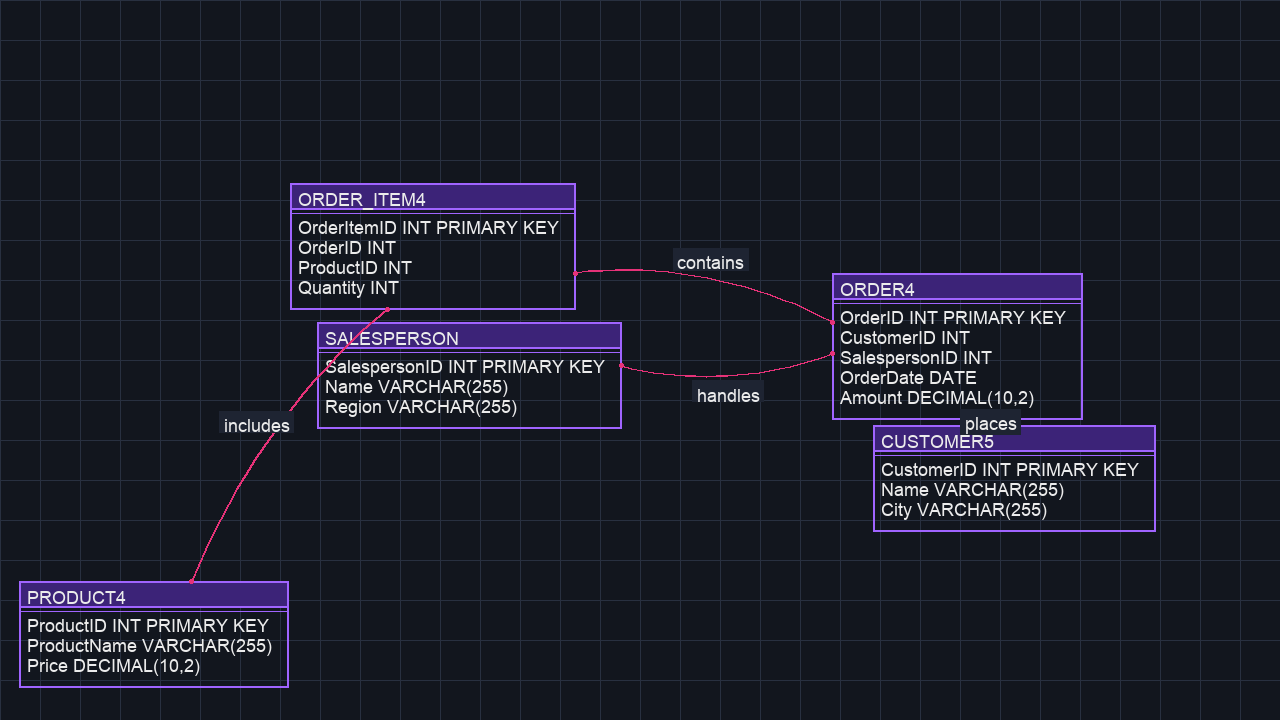 ORDER_ITEM4
OrderItemID INT PRIMARY KEY
OrderID INT
ProductID INT
Quantity INT
contains
ORDER4
OrderID INT PRIMARY KEY
CustomerID INT
SalespersonID INT
OrderDate DATE
Amount DECIMAL(10,2)
SALESPERSON
SalespersonID INT PRIMARY KEY
Name VARCHAR(255)
Region VARCHAR(255)
handles
places
CUSTOMER5
CustomerID INT PRIMARY KEY
Name VARCHAR(255)
City VARCHAR(255)
includes
PRODUCT4
ProductID INT PRIMARY KEY
ProductName VARCHAR(255)
Price DECIMAL(10,2)